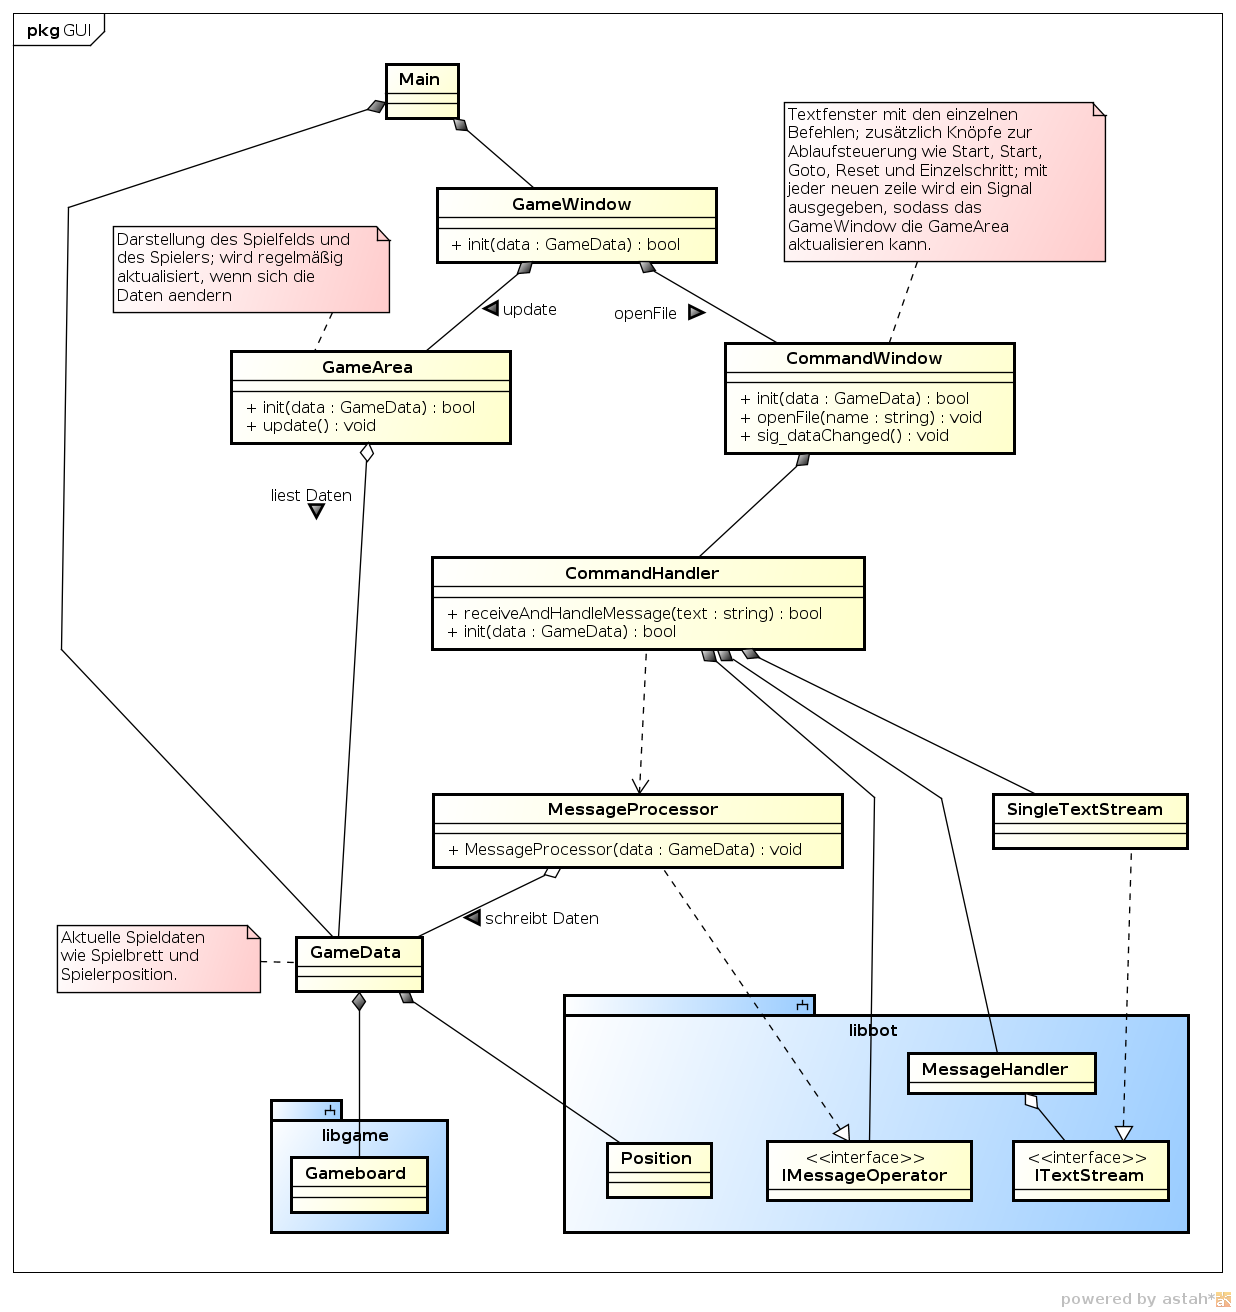 pkg GUI
Main
Textfenster mit den einzelnen
Befehlen; zusätzlich Knöpfe zur
Ablaufsteuerung wie Start, Start,
Goto, Reset und Einzelschritt; mit
jeder neuen zeile wird ein Signal
ausgegeben, sodass das
GameWindow die GameArea
aktualisieren kann.
GameWindow
+ init(data : GameData) : bool
Darstellung des Spielfelds und
des Spielers; wird regelmäßig
aktualisiert, wenn sich die
Daten aendern
update
openFile
GameArea
+ init(data : GameData) : bool
+ update() : void
CommandWindow
+ init(data : GameData) : bool
+ openFile(name : string) : void
+ sig_dataChanged() : void
liest Daten
CommandHandler
+ receiveAndHandleMessage(text : string) : bool
+ init(data : GameData) : bool
MessageProcessor
+ MessageProcessor(data : GameData) : void
SingleTextStream
schreibt Daten
Aktuelle Spieldaten
wie Spielbrett und
Spielerposition.
GameData
libbot
MessageHandler
libgame
Gameboard
Position
<<interface>>
IMessageOperator
<<interface>>
ITextStream
powered by astah*